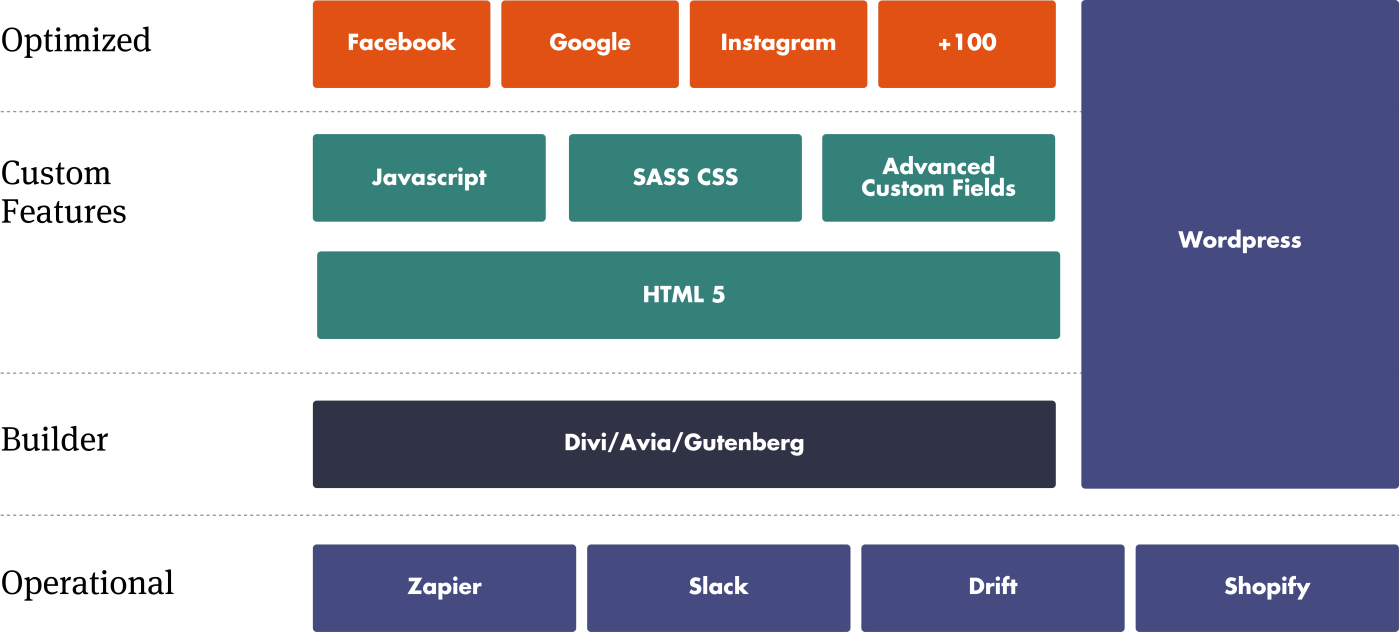 Optimized
Facebook
Google
Instagram
+100
Custom
Features
Javascript
SASS CSS
Advanced
Custom Fields
HTML 5
Wordpress
Builder
Divi/Avia/Gutenberg
Operational
Zapier
Slack
Drift
Shopify